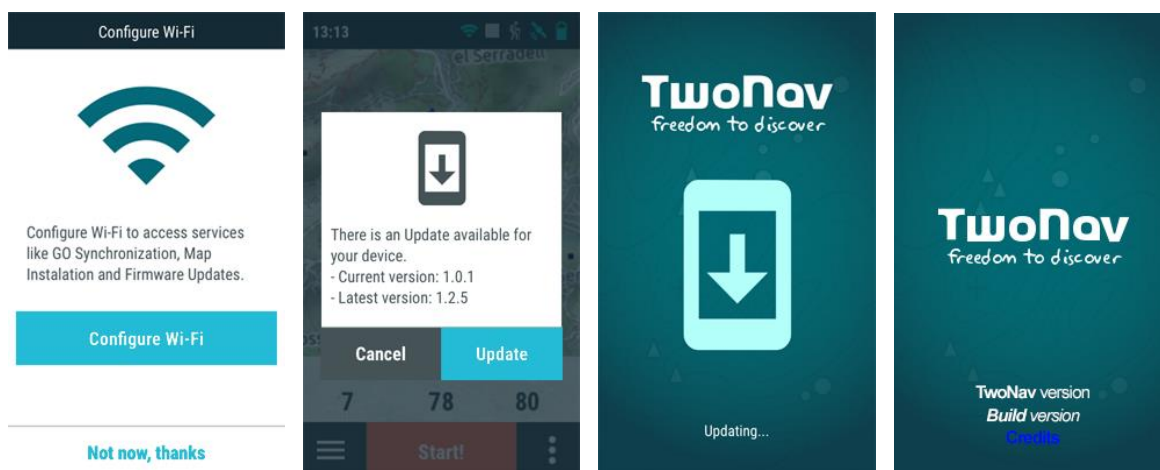 Configure Wi-Fi
Configure Wi-Fi to access services
like GO Synchronization, Map
Instalation and Firmware Updates.
Configure Wi-Fi
Not now, thanks
13:13
el Serradell
There is an Update available for
your device.
- Current version: 1.0.1
- Latest version: 1.2.5
Cancel
Update
7
78
80
Start!
TwoNav
freedom to discover
Updating...
TwoNav
freedom to discover
TwoNav version
Build version
Credits